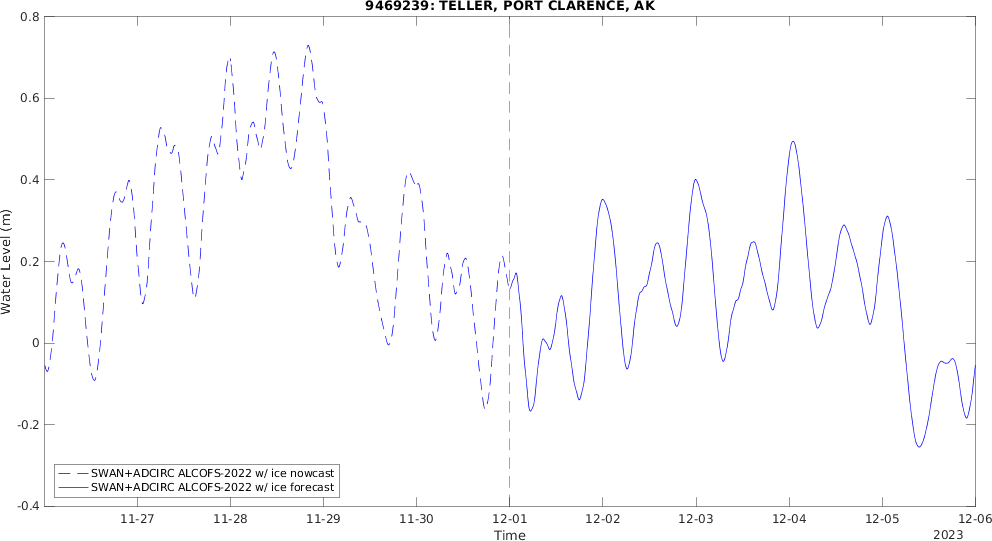 9469239: TELLER, PORT CLARENCE, AK
Water Level (m)
0.8
0.6
0.4
0.2
0
-0.2
-0.4
SWAN+ADCIRC ALCOFS-2022 w/ ice nowcast
SWAN+ADCIRC ALCOFS-2022 w/ ice forecast
11-27 11-28 11-29 11-30 12-01 12-02 12-03 12-04 12-05 12-06
Time
2023